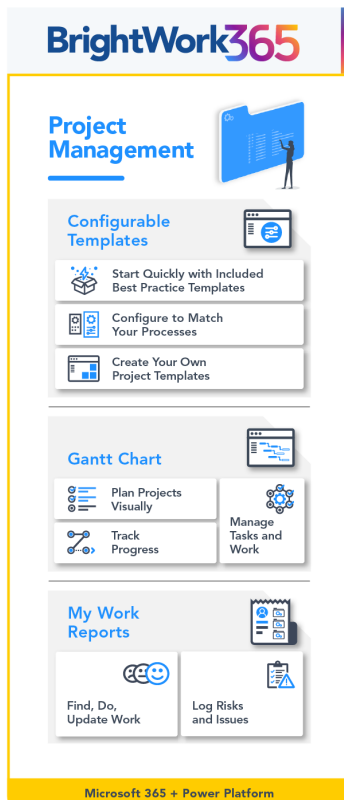 BrightWork365
Project
Management
Configurable
Templates
Start Quickly with Included
Best Practice Templates
Configure to Match
Your Processes
Create Your Own
Project Templates
Gantt Chart
Plan Projects
Visually
Track
Progress
Manage
Tasks and
Work
My Work
Reports
Find, Do,
Update Work
Log Risks
and Issues
Microsoft 365 + Power Platform